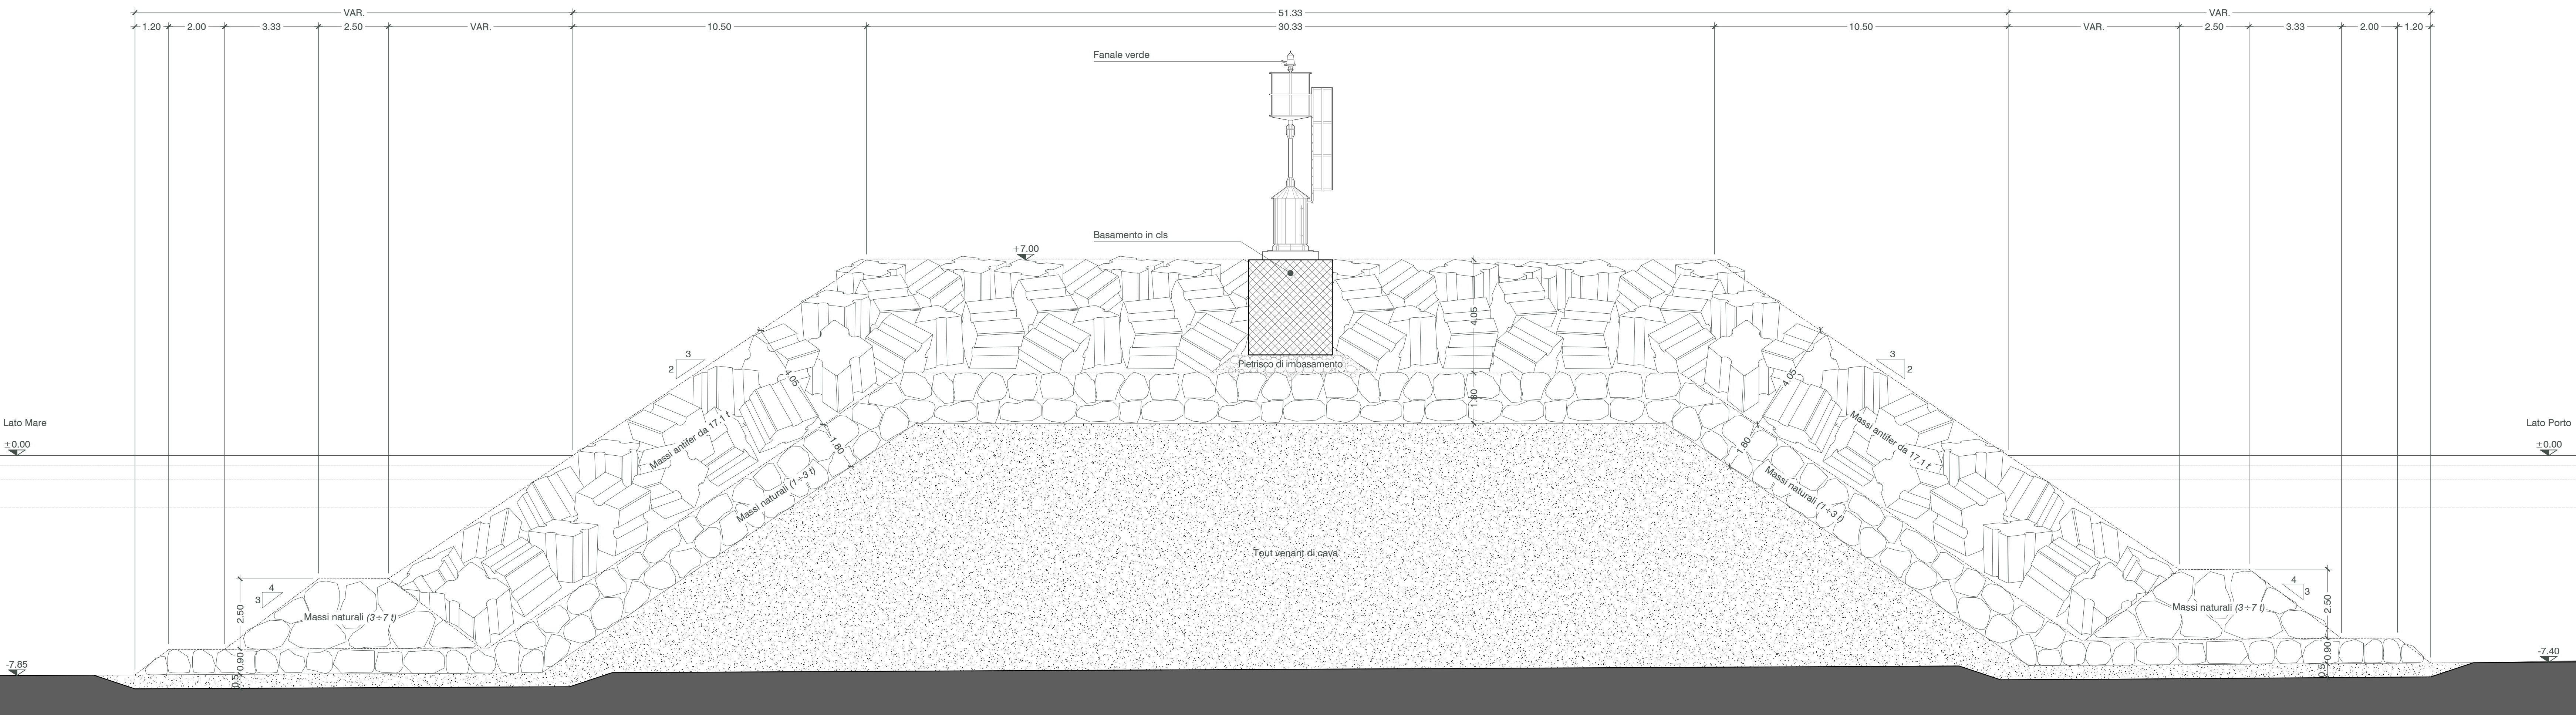 VAR.
51.33
VAR.
1.20
2.00
3.33
2.50
VAR.
10.50
30.33
10.50
VAR.
2.50
3.33
2.00
1.20
Fanale verde
Basamento in cls
+7.00
3
2
3
2
4.05
4.05
4.05
Pietrisco di imbasamento
1.80
1.80
1.80
Massi antifer da 17.1 t
Massi antifer da 17.1 t
Massi naturali (1÷3 t)
Massi naturali (1÷3 t)
Lato Mare
±0.00
Lato Porto
±0.00
Tout venant di cava
4
3
4
3
2.50
Massi naturali (3÷7 t)
Massi naturali (3÷7 t)
2.50
-7.85
0.90
0.5
-7.40
0.90
0.5